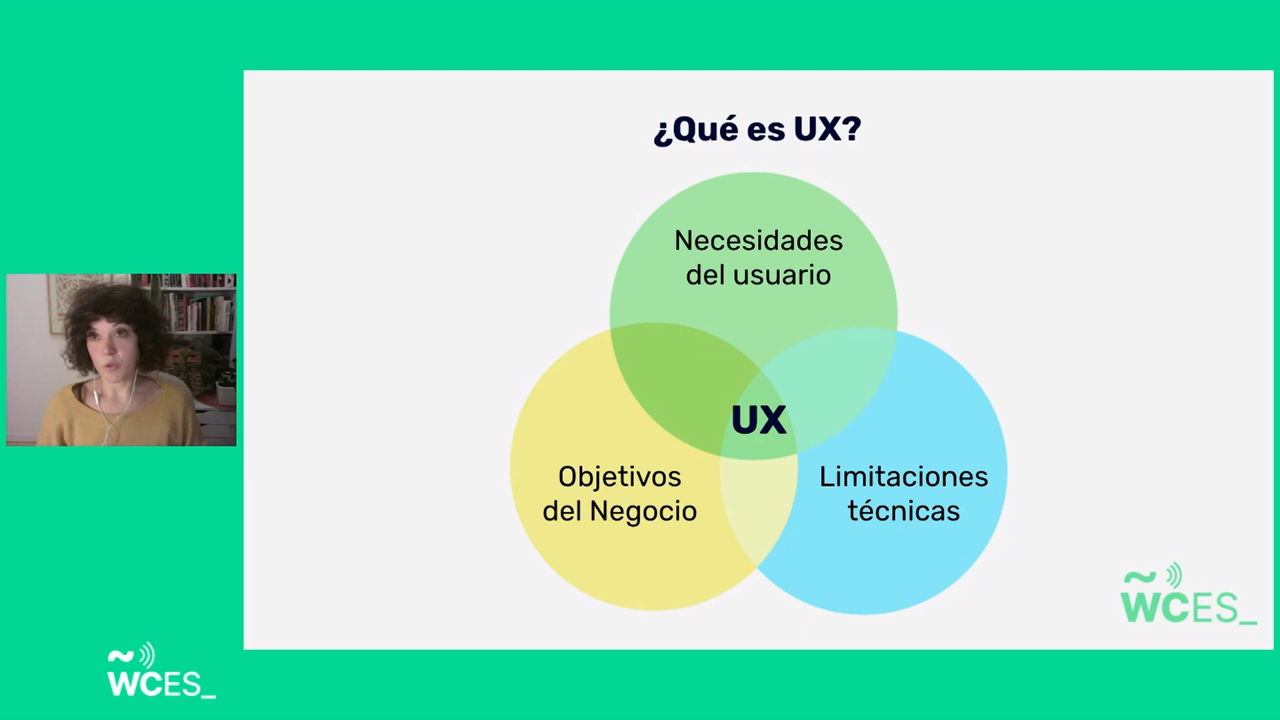 ¿Qué es UX?
Necesidades
del usuario
UX
Objetivos
del Negocio
Limitaciones
técnicas
WCES_
WCES_